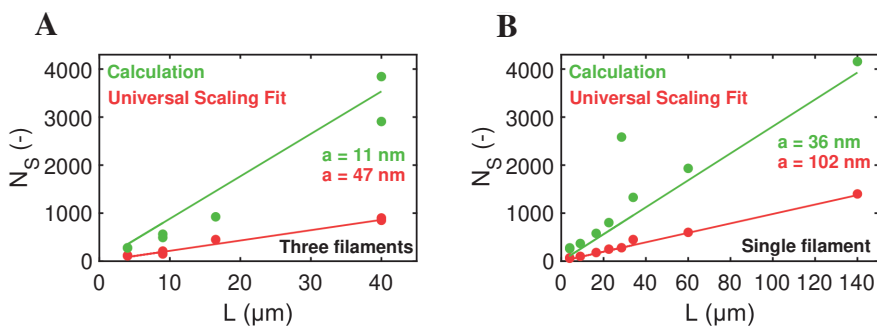 A
4000
3000
2000
1000
0
N_S (-)
Calculation
Universal Scaling Fit
a = 11 nm
a = 47 nm
Three filaments
0
10
20
30
40
L (μm)
B
4000
3000
2000
1000
0
N_S (-)
Calculation
Universal Scaling Fit
a = 36 nm
a = 102 nm
Single filament
0 20 40 60 80 100 120 140
L (μm)